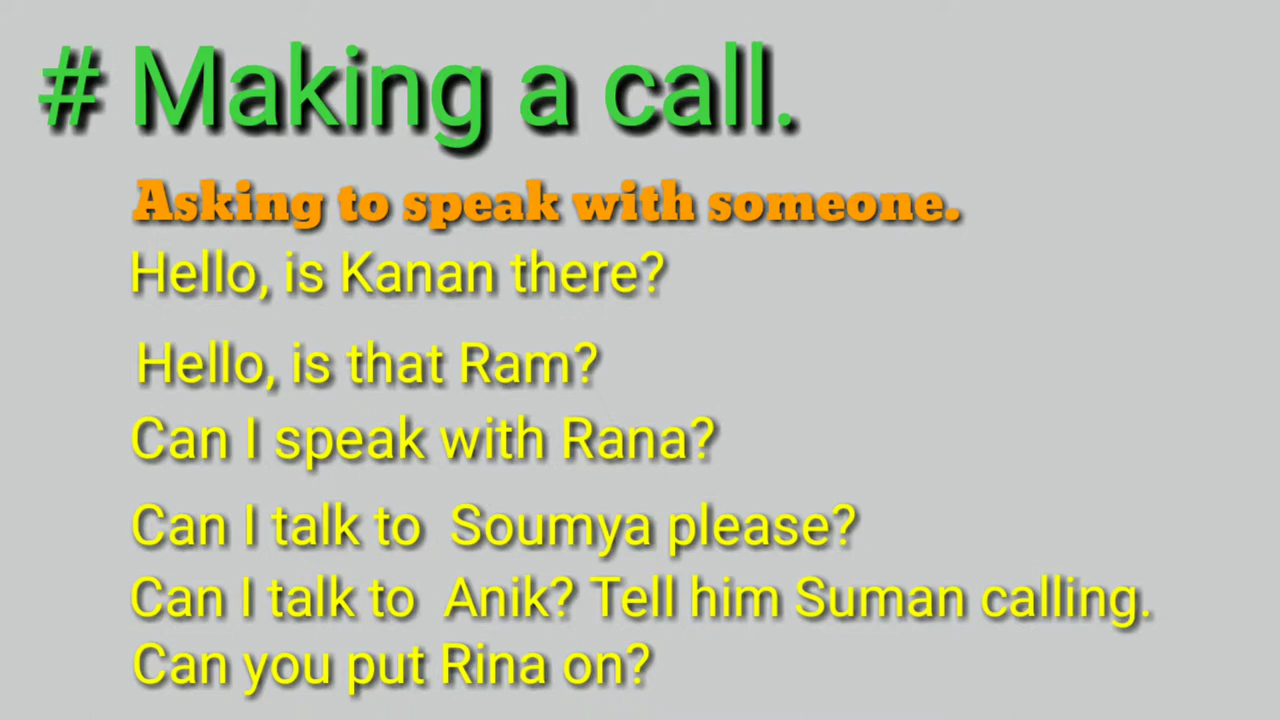 # Making a call.
Asking to speak with someone.
Hello, is Kanan there?
Hello, is that Ram?
Can I speak with Rana?
Can I talk to  Soumya please?
Can I talk to  Anik? Tell him Suman calling.
Can you put Rina on?